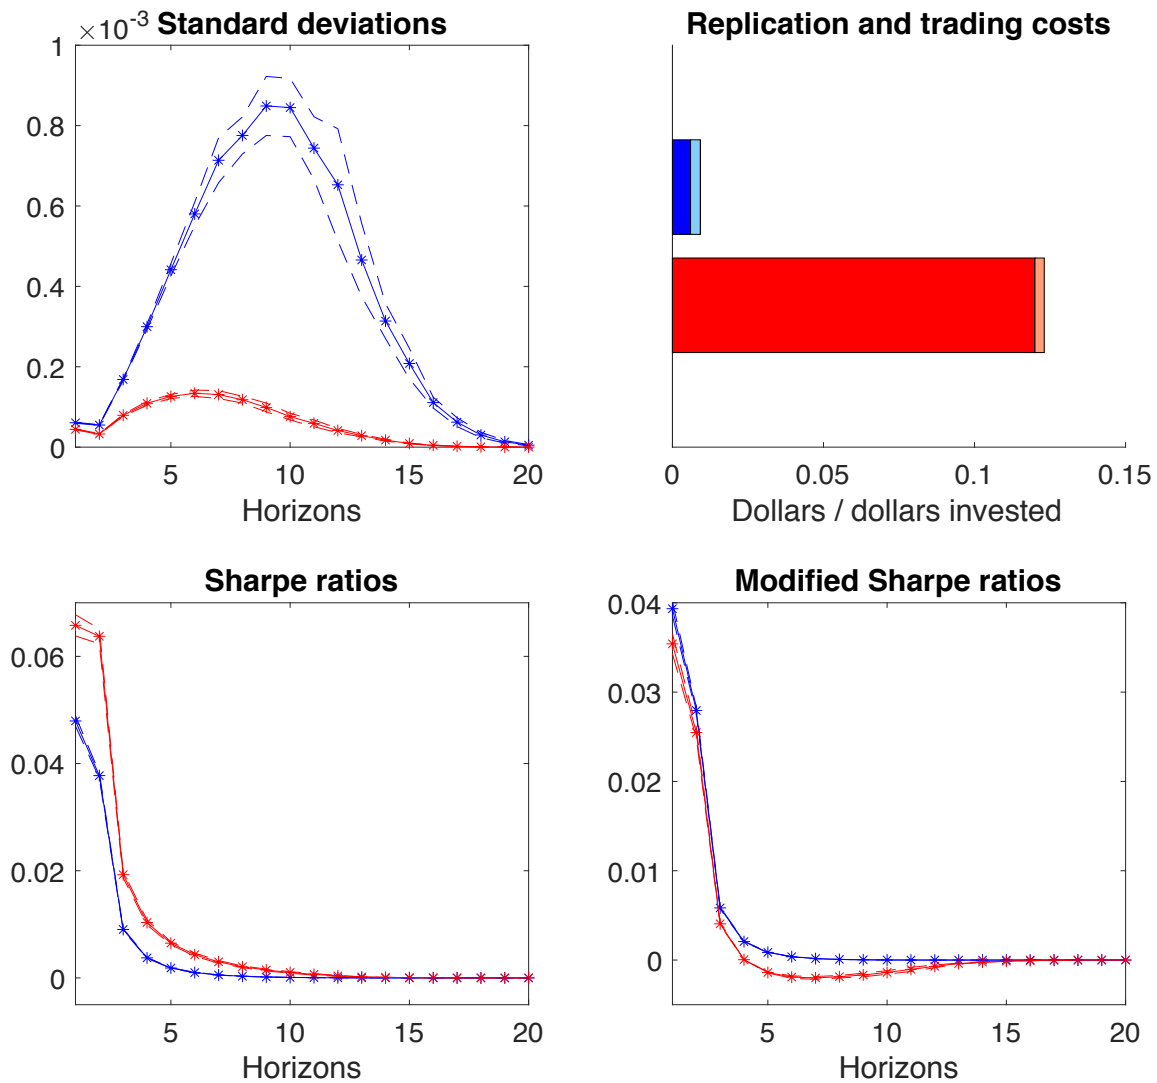 ×10-3 Standard deviations
1
0.8
0.6
0.4
0.2
0
5 10 15 20
Horizons
Replication and trading costs
0 0.05 0.1 0.15
Dollars / dollars invested
Sharpe ratios
0.06
0.04
0.02
0
5 10 15 20
Horizons
Modified Sharpe ratios
0.04
0.03
0.02
0.01
0
5 10 15 20
Horizons